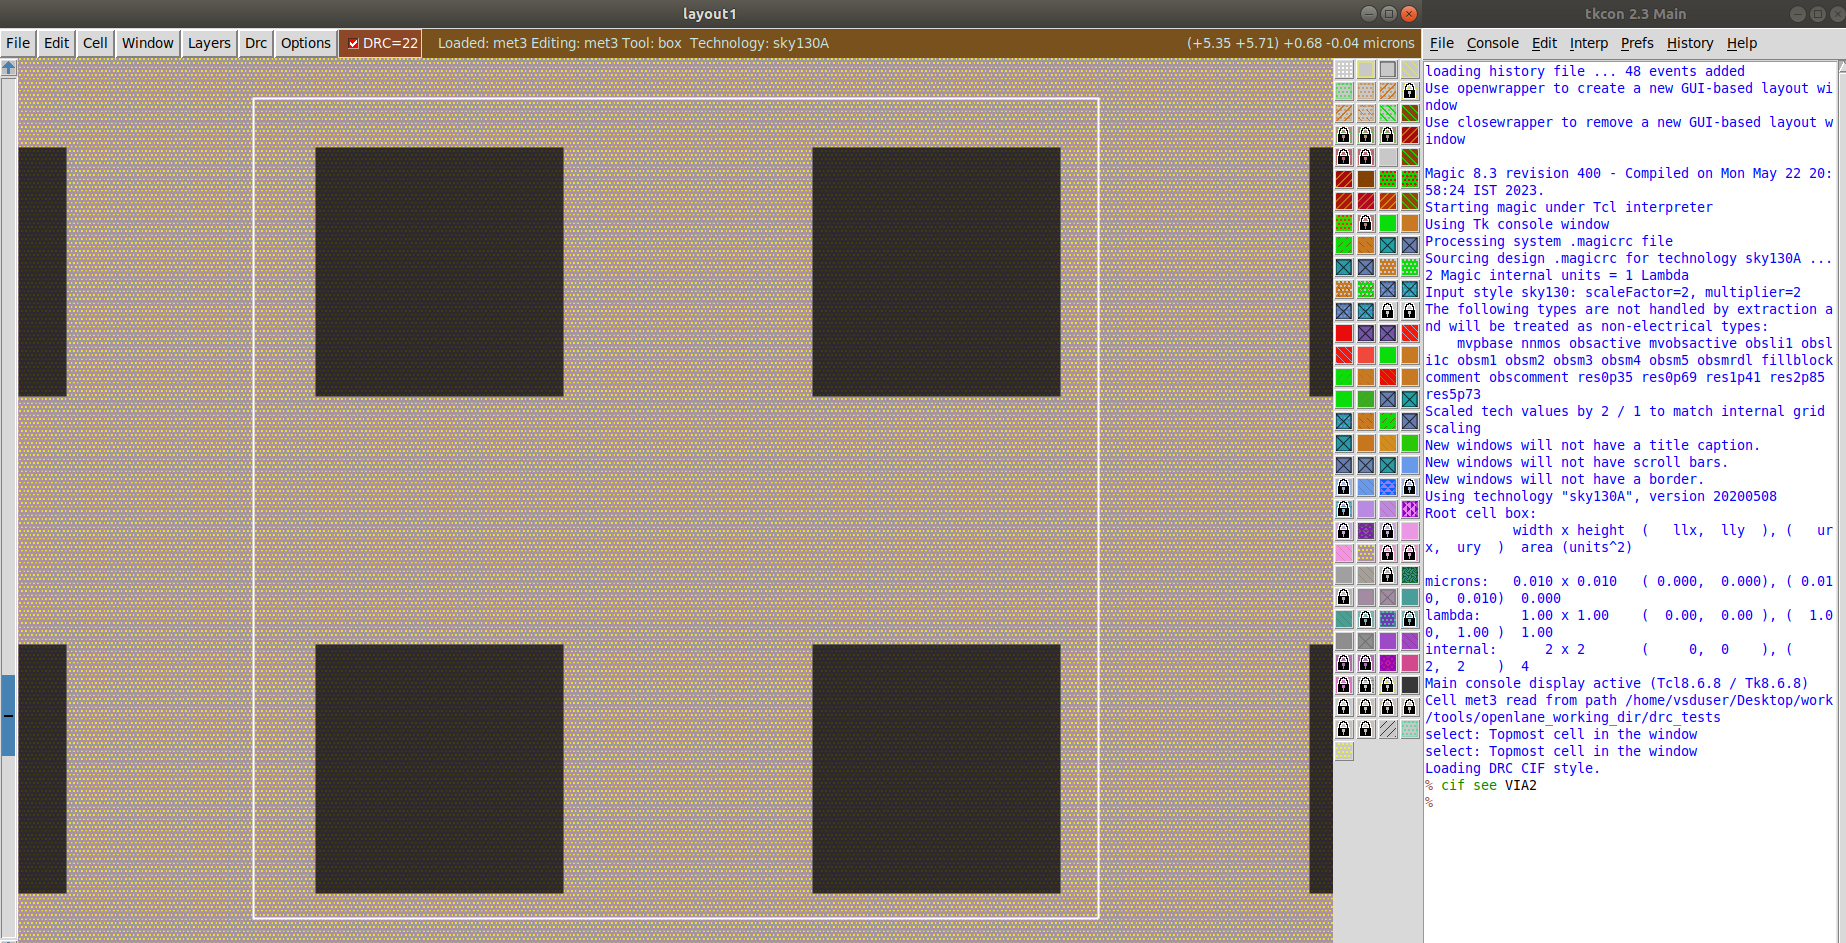 layout1
tkcon 2.3 Main
File Edit Cell Window Layers Drc Options DRC=22 Loaded: met3 Editing: met3 Tool: box Technology: sky130A (+5.35 +5.71) +0.68 -0.04 microns
File Console Edit Interp Prefs History Help
loading history file ... 48 events added
Use openwrapper to create a new GUI-based layout wi
ndow
Use closewrapper to remove a new GUI-based layout w
indow
Magic 8.3 revision 400 - Compiled on Mon May 22 20:
58:24 IST 2023.
Starting magic under Tcl interpreter
Using Tk console window
Processing system .magicrc file
Sourcing design .magicrc for technology sky130A ...
2 Magic internal units = 1 Lambda
Input style sky130: scaleFactor=2, multiplier=2
The following types are not handled by extraction a
nd will be treated as non-electrical types:
mvpbase nnmos obsactive mvobsactive obsli1 obsl
i1c obsm1 obsm2 obsm3 obsm4 obsm5 obsmrdl fillblock
comment obscomment res0p35 res0p69 res1p41 res2p85
res5p73
Scaled tech values by 2 / 1 to match internal grid
scaling
New windows will not have a title caption.
New windows will not have scroll bars.
New windows will not have a border.
Using technology "sky130A", version 20200508
Root cell box:
width x height ( llx, lly ), ( ur
x, ury ) area (units^2)
microns: 0.010 x 0.010 ( 0.000, 0.000), ( 0.01
0, 0.010) 0.000
lambda: 1.00 x 1.00 ( 0.00, 0.00 ), ( 1.0
0, 1.00 ) 1.00
internal: 2 x 2 ( 0, 0 ), (
2, 2 ) 4
Main console display active (Tcl8.6.8 / Tk8.6.8)
Cell met3 read from path /home/vsduser/Desktop/work
/tools/openlane_working_dir/drc_tests
select: Topmost cell in the window
select: Topmost cell in the window
Loading DRC CIF style.
% cif see VIA2
%